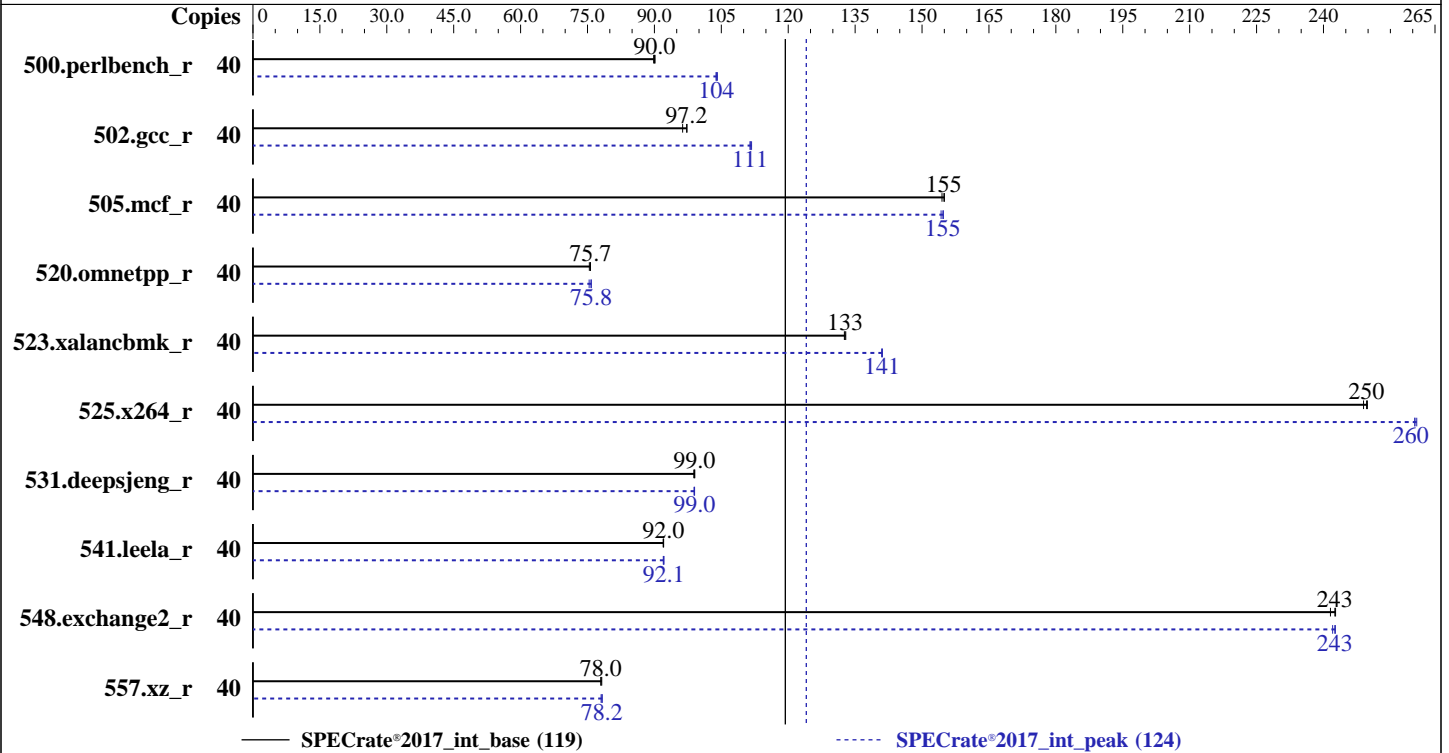 Copies 0 15.0 30.0 45.0 60.0 75.0 90.0 105 120 135 150 165 180 195 210 225 240 265
90.0
500.perlbench_r 40
104
97.2
502.gcc_r 40
111
155
505.mcf_r 40
155
75.7
520.omnetpp_r 40
75.8
133
523.xalancbmk_r 40
141
250
525.x264_r 40
260
99.0
531.deepsjeng_r 40
99.0
92.0
541.leela_r 40
92.1
243
548.exchange2_r 40
243
78.0
557.xz_r 40
78.2
SPECrate®2017_int_base (119) SPECrate®2017_int_peak (124)